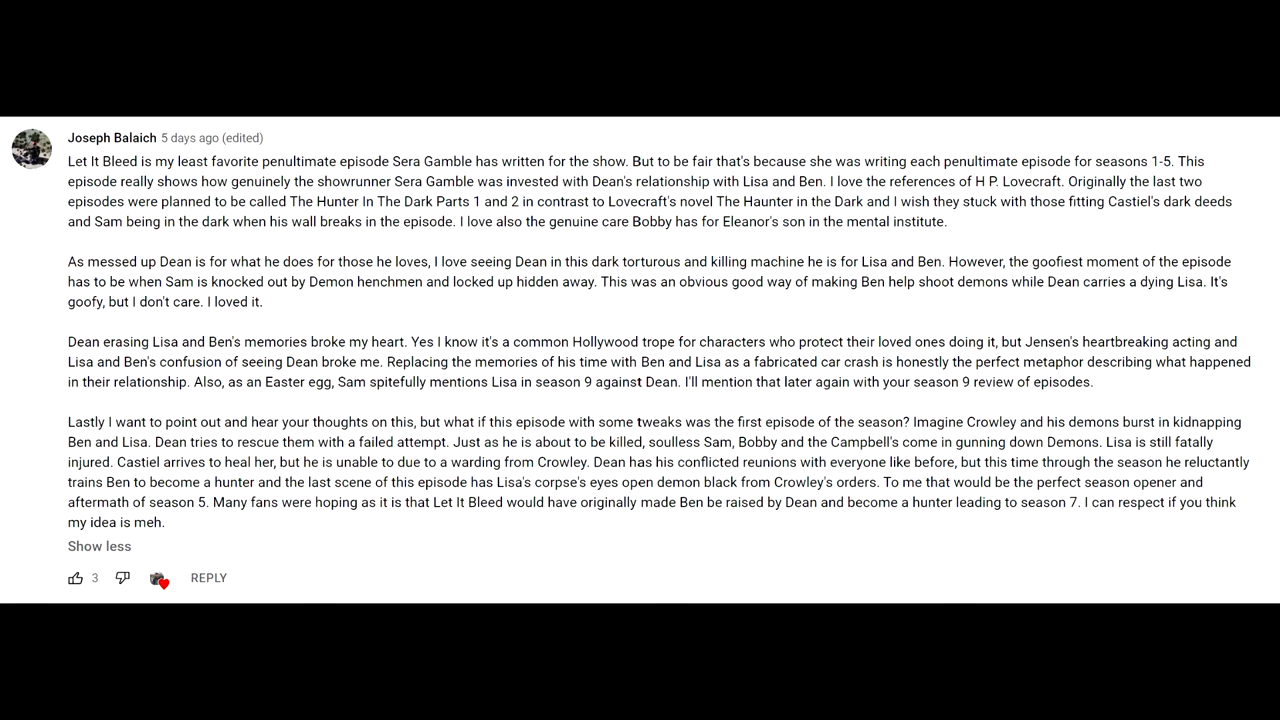 Joseph Balaich 5 days ago (edited)
Let It Bleed is my least favorite penultimate episode Sera Gamble has written for the show. But to be fair that's because she was writing each penultimate episode for seasons 1-5. This
episode really shows how genuinely the showrunner Sera Gamble was invested with Dean's relationship with Lisa and Ben. I love the references of H P. Lovecraft. Originally the last two
episodes were planned to be called The Hunter In The Dark Parts 1 and 2 in contrast to Lovecraft's novel The Haunter in the Dark and I wish they stuck with those fitting Castiel's dark deeds
and Sam being in the dark when his wall breaks in the episode. I love also the genuine care Bobby has for Eleanor's son in the mental institute.
As messed up Dean is for what he does for those he loves, I love seeing Dean in this dark torturous and killing machine he is for Lisa and Ben. However, the goofiest moment of the episode
has to be when Sam is knocked out by Demon henchmen and locked up hidden away. This was an obvious good way of making Ben help shoot demons while Dean carries a dying Lisa. It's
goofy, but I don't care. I loved it.
Dean erasing Lisa and Ben's memories broke my heart. Yes I know it's a common Hollywood trope for characters who protect their loved ones doing it, but Jensen's heartbreaking acting and
Lisa and Ben's confusion of seeing Dean broke me. Replacing the memories of his time with Ben and Lisa as a fabricated car crash is honestly the perfect metaphor describing what happened
in their relationship. Also, as an Easter egg, Sam spitefully mentions Lisa in season 9 against Dean. I'll mention that later again with your season 9 review of episodes.
Lastly I want to point out and hear your thoughts on this, but what if this episode with some tweaks was the first episode of the season? Imagine Crowley and his demons burst in kidnapping
Ben and Lisa. Dean tries to rescue them with a failed attempt. Just as he is about to be killed, soulless Sam, Bobby and the Campbell's come in gunning down Demons. Lisa is still fatally
injured. Castiel arrives to heal her, but he is unable to due to a warding from Crowley. Dean has his conflicted reunions with everyone like before, but this time through the season he reluctantly
trains Ben to become a hunter and the last scene of this episode has Lisa's corpse's eyes open demon black from Crowley's orders. To me that would be the perfect season opener and
aftermath of season 5. Many fans were hoping as it is that Let It Bleed would have originally made Ben be raised by Dean and become a hunter leading to season 7. I can respect if you think
my idea is meh.
Show less
3 REPLY